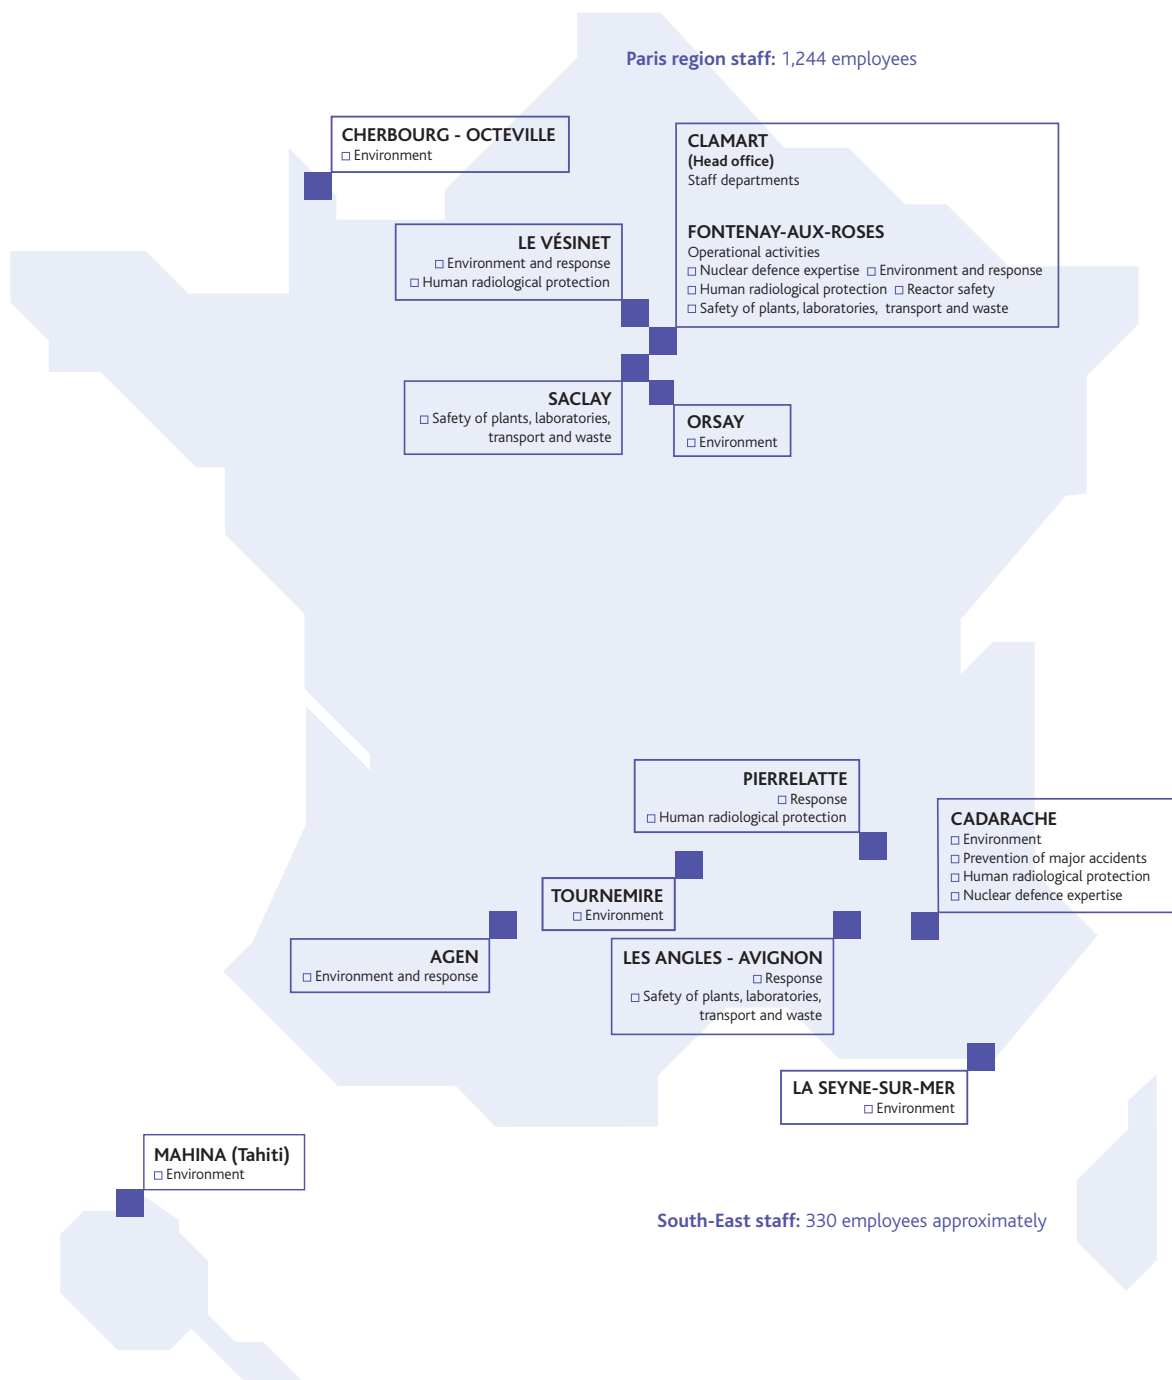 Paris region staff: 1,244 employees
CHERBOURG - OCTEVILLE
□ Environment
CLAMART
(Head office)
Staff departments
FONTENAY-AUX-ROSES
Operational activities
□ Nuclear defence expertise □ Environment and response
□ Human radiological protection □ Reactor safety
□ Safety of plants, laboratories, transport and waste
LE VÉSINET
□ Environment and response
□ Human radiological protection
SACLAY
□ Safety of plants, laboratories,
transport and waste
ORSAY
□ Environment
PIERRELATTE
□ Response
□ Human radiological protection
CADARACHE
□ Environment
□ Prevention of major accidents
□ Human radiological protection
□ Nuclear defence expertise
TOURNEMIRE
□ Environment
AGEN
□ Environment and response
LES ANGLES - AVIGNON
□ Response
□ Safety of plants, laboratories,
transport and waste
LA SEYNE-SUR-MER
□ Environment
MAHINA (Tahiti)
□ Environment
South-East staff: 330 employees approximately